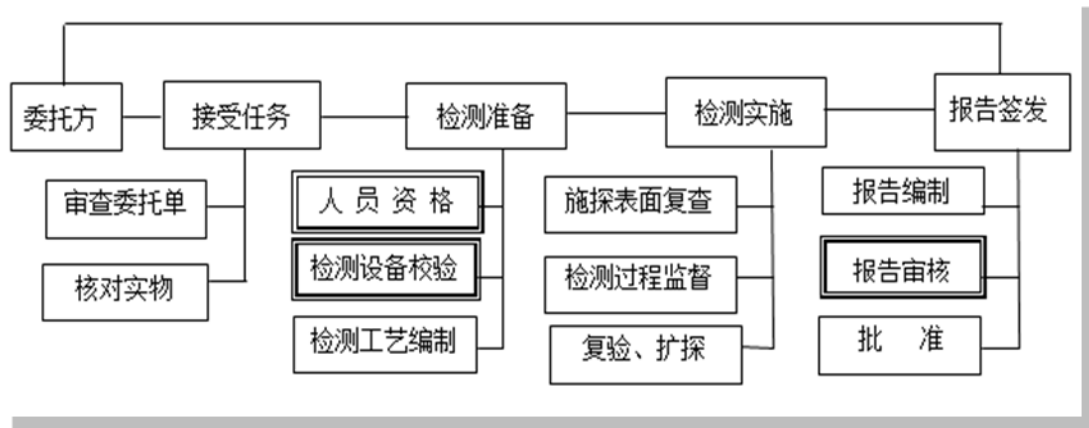 委托方
接受任务
检测准备
检测实施
报告签发
审查委托单
核对实物
人 员 资 格
检测设备校验
检测工艺编制
施探表面复查
检测过程监督
复验、扩探
报告编制
报告审核
批 准